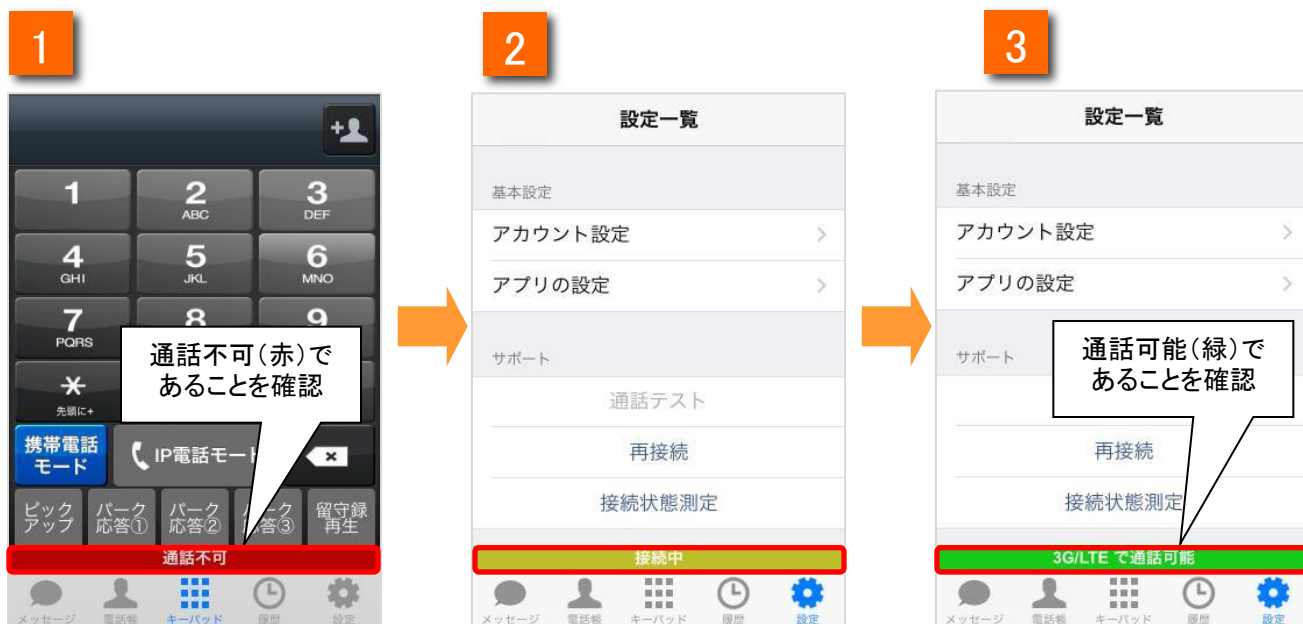 1
2
3
1
2
ABC
3
DEF
4
GHI
5
JKL
6
MNO
7
PQRS
8
9
先頭に+
通話不可(赤)で
あることを確認
携帯電話
モード
IP電話モー
ピック
アップ
パーク
応答①
パーク
応答②
ーク
答③
留守録
再生
通話不可
メッセージ
電話帳
キーパッド
履歴
設定
設定一覧
基本設定
アカウント設定
アプリの設定
サポート
通話テスト
再接続
接続状態測定
接続中
メッセージ
電話帳
キーパッド
履歴
設定
設定一覧
基本設定
アカウント設定
アプリの設定
サポート
通話可能(緑)で
あることを確認
再接続
接続状態測定
3G/LTE で通話可能
メッセージ
電話帳
キーパッド
履歴
設定